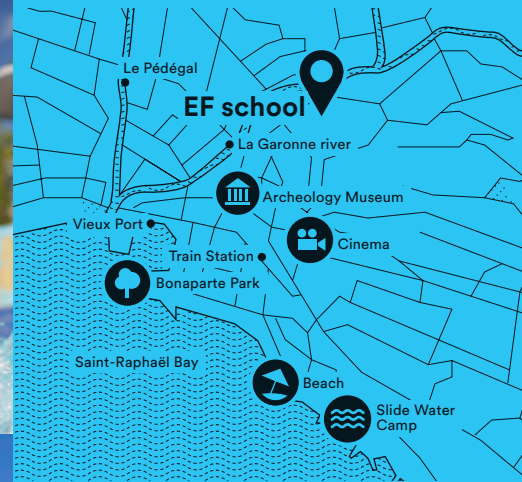 Le Pédégal
EF school
La Garonne river
Archeology Museum
Vieux Port
Cinema
Train Station
Bonaparte Park
Saint-Raphaël Bay
Beach
Slide Water
Camp